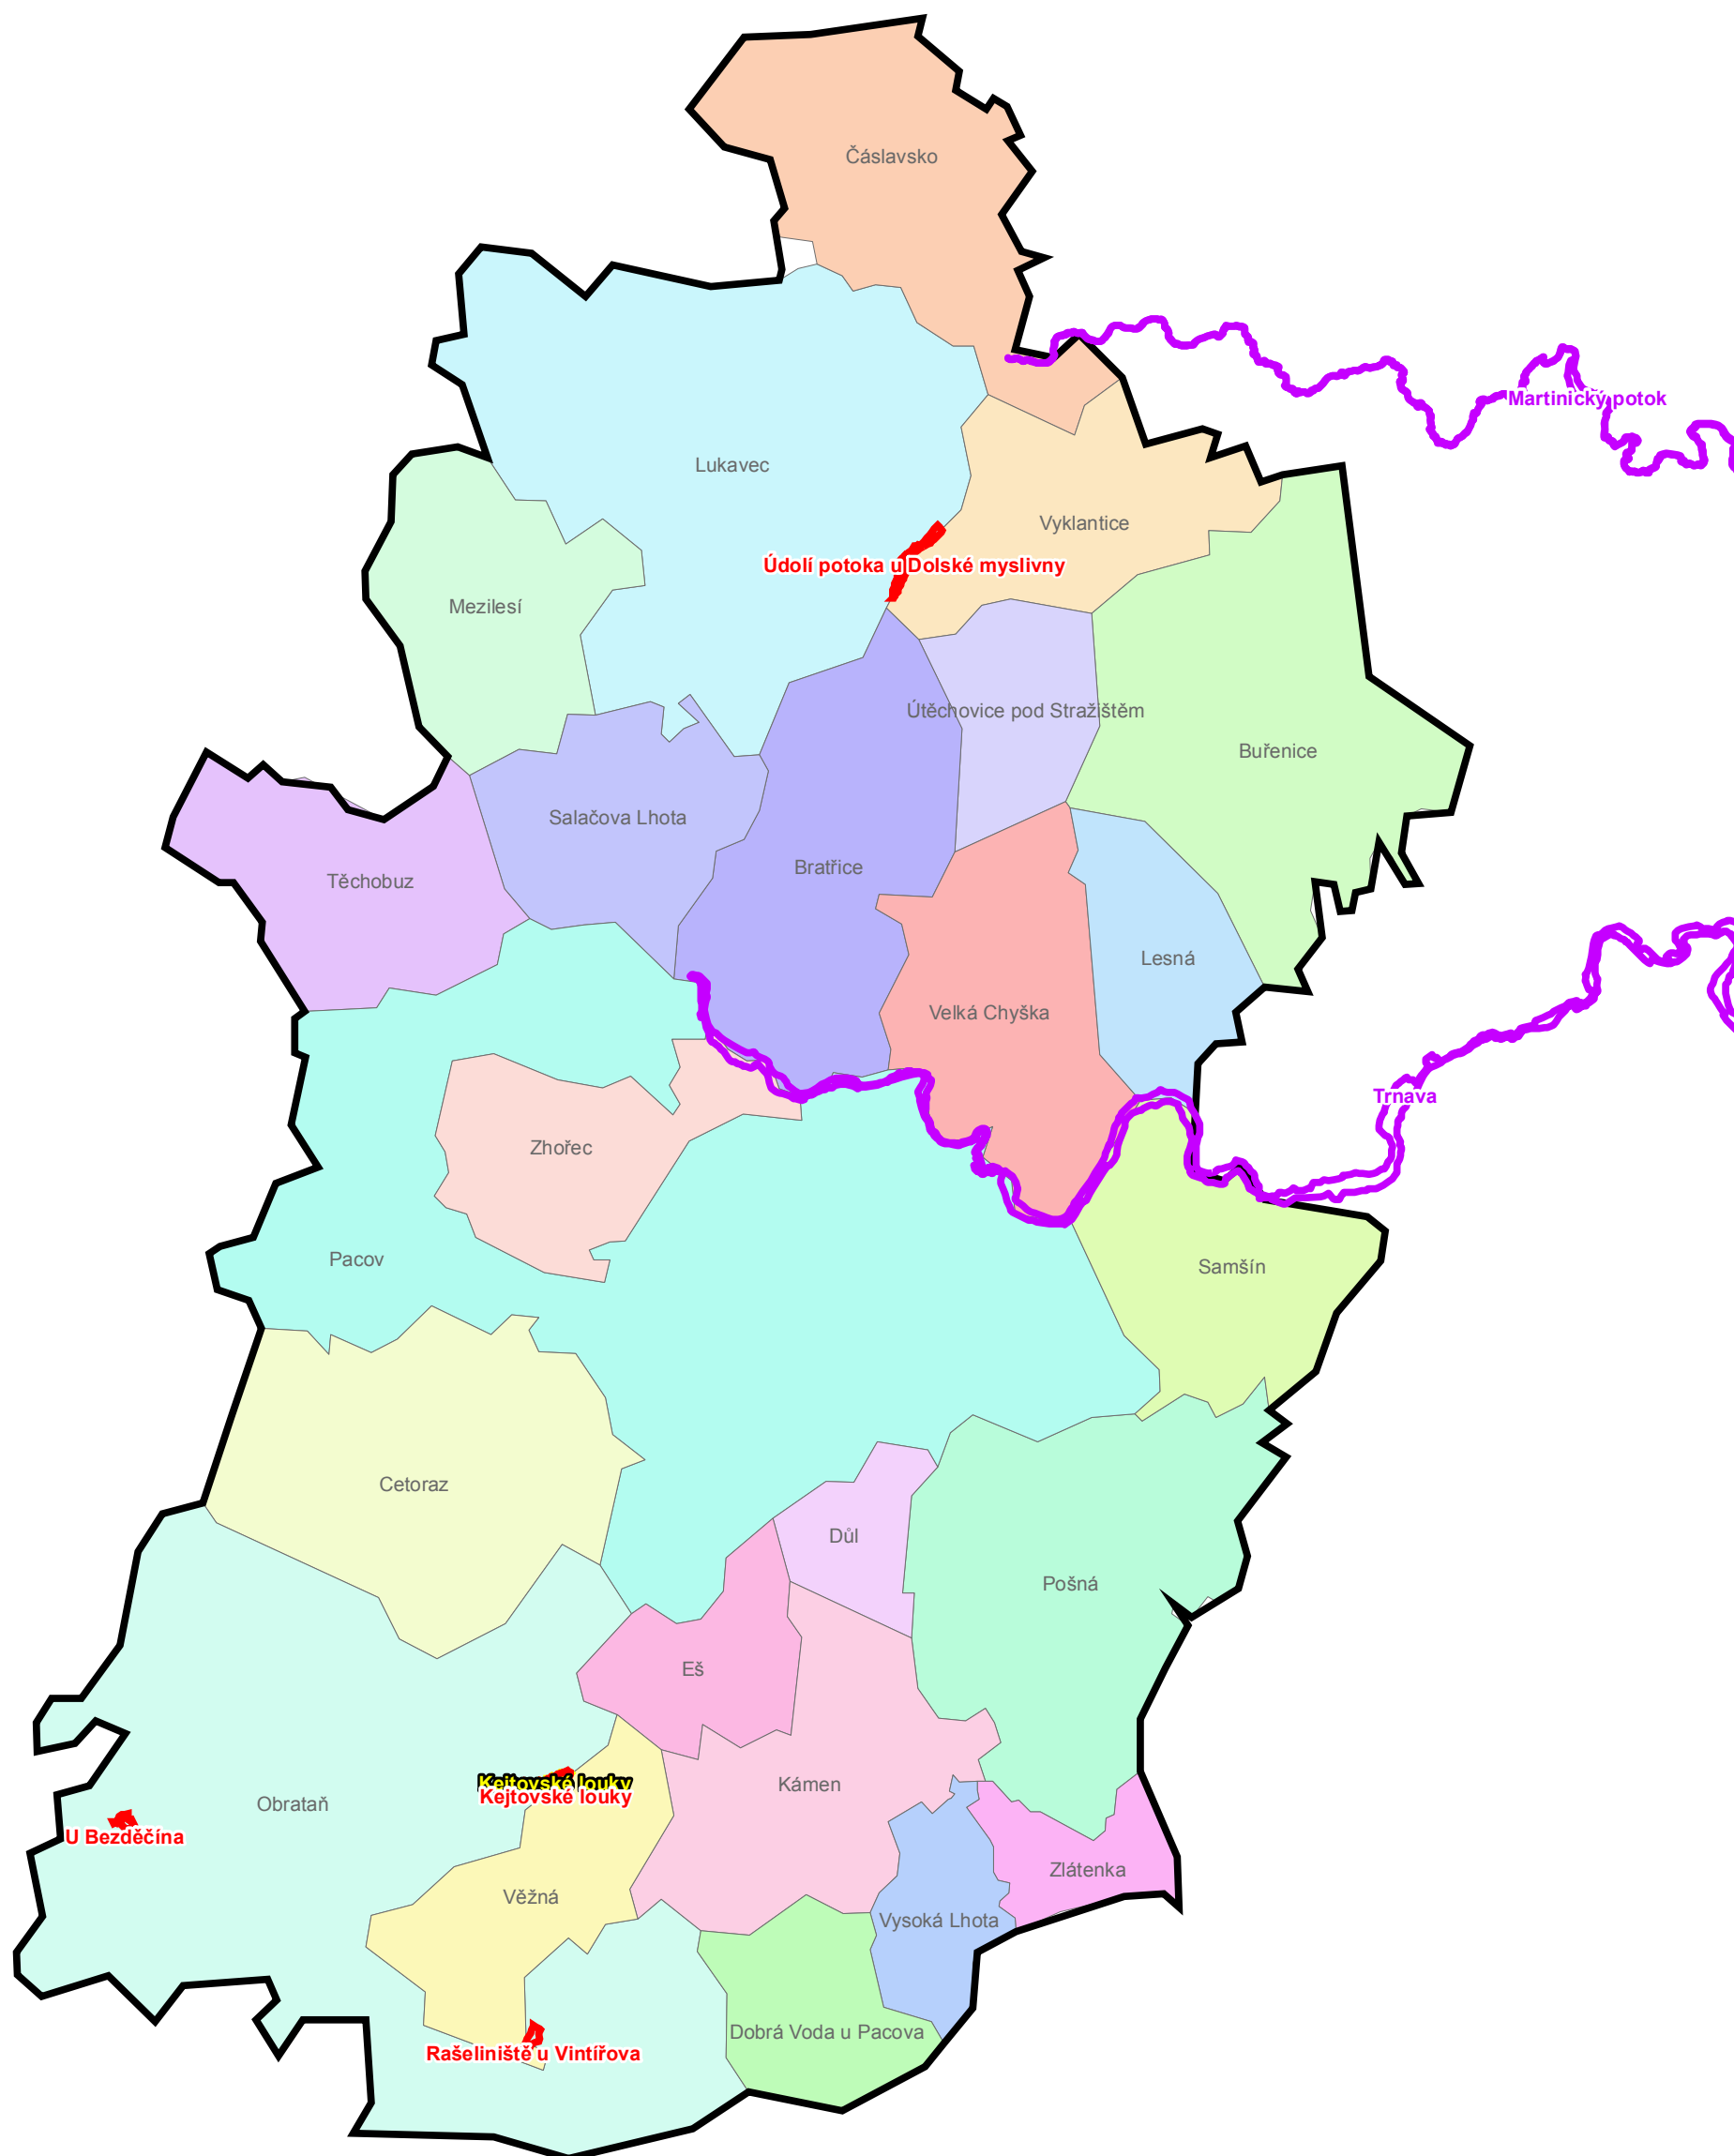 Čáslavsko
Martinický potok
Lukavec
Vyklantice
Údolí potoka u Dolské myslivny
Mezilesí
Útěchovice pod Stražištěm
Buřenice
Salačova Lhota
Bratřice
Těchobuz
Lesná
Velká Chyška
Trnava
Zhořec
Pacov
Samšín
Cetoraz
Důl
Pošná
Eš
Kejtovské louky
Kámen
Kejtovské louky
Obrataň
U Bezděčína
Zlátenka
Věžná
Vysoká Lhota
Dobrá Voda u Pacova
Rašeliniště u Vintířova